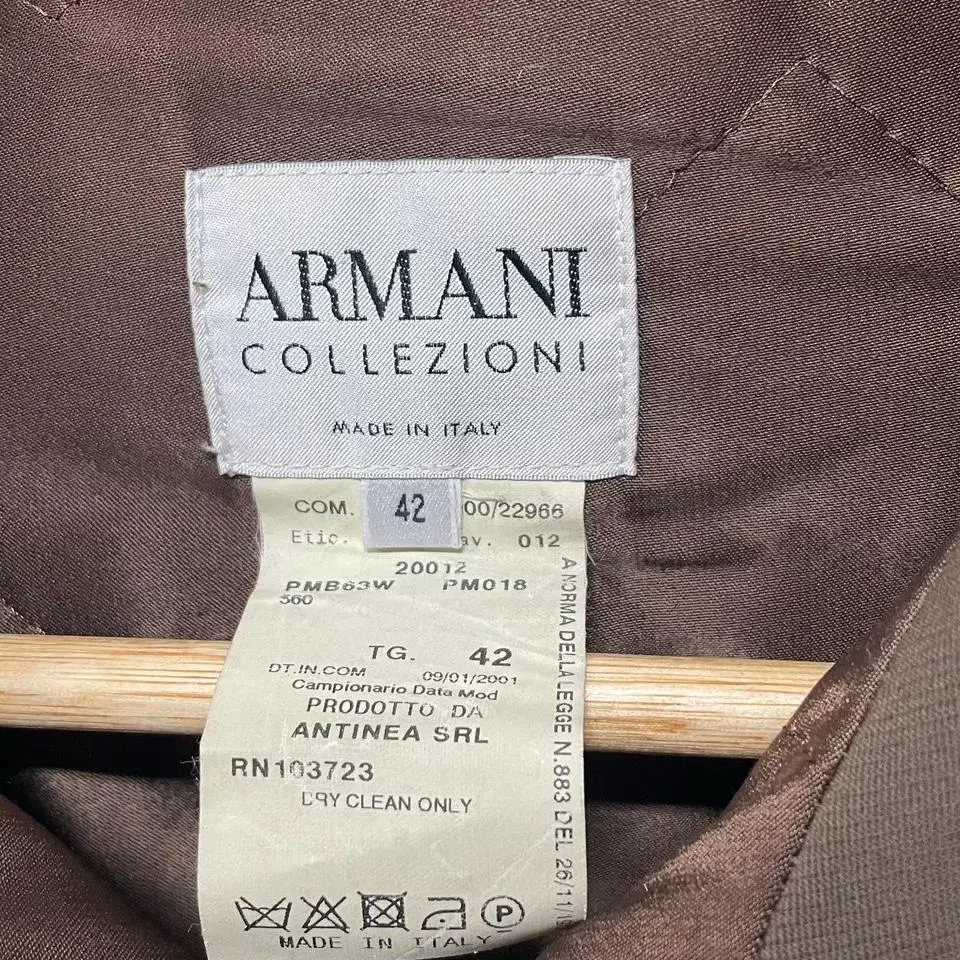 ARMANI
COLLEZIONI
MADE IN ITALY
42
COM. 00/22966
Etic. av. 012
20012
PMB63W PM018
560
TG. 42
DT.IN.COM 09/01/2001
Campionario Data Mod
PRODOTTO DA
ANTINEA SRL
RN103723
DRY CLEAN ONLY
P
MADE IN ITALY
A NORMA DELLA LEGGE N.883 DEL 26/11/